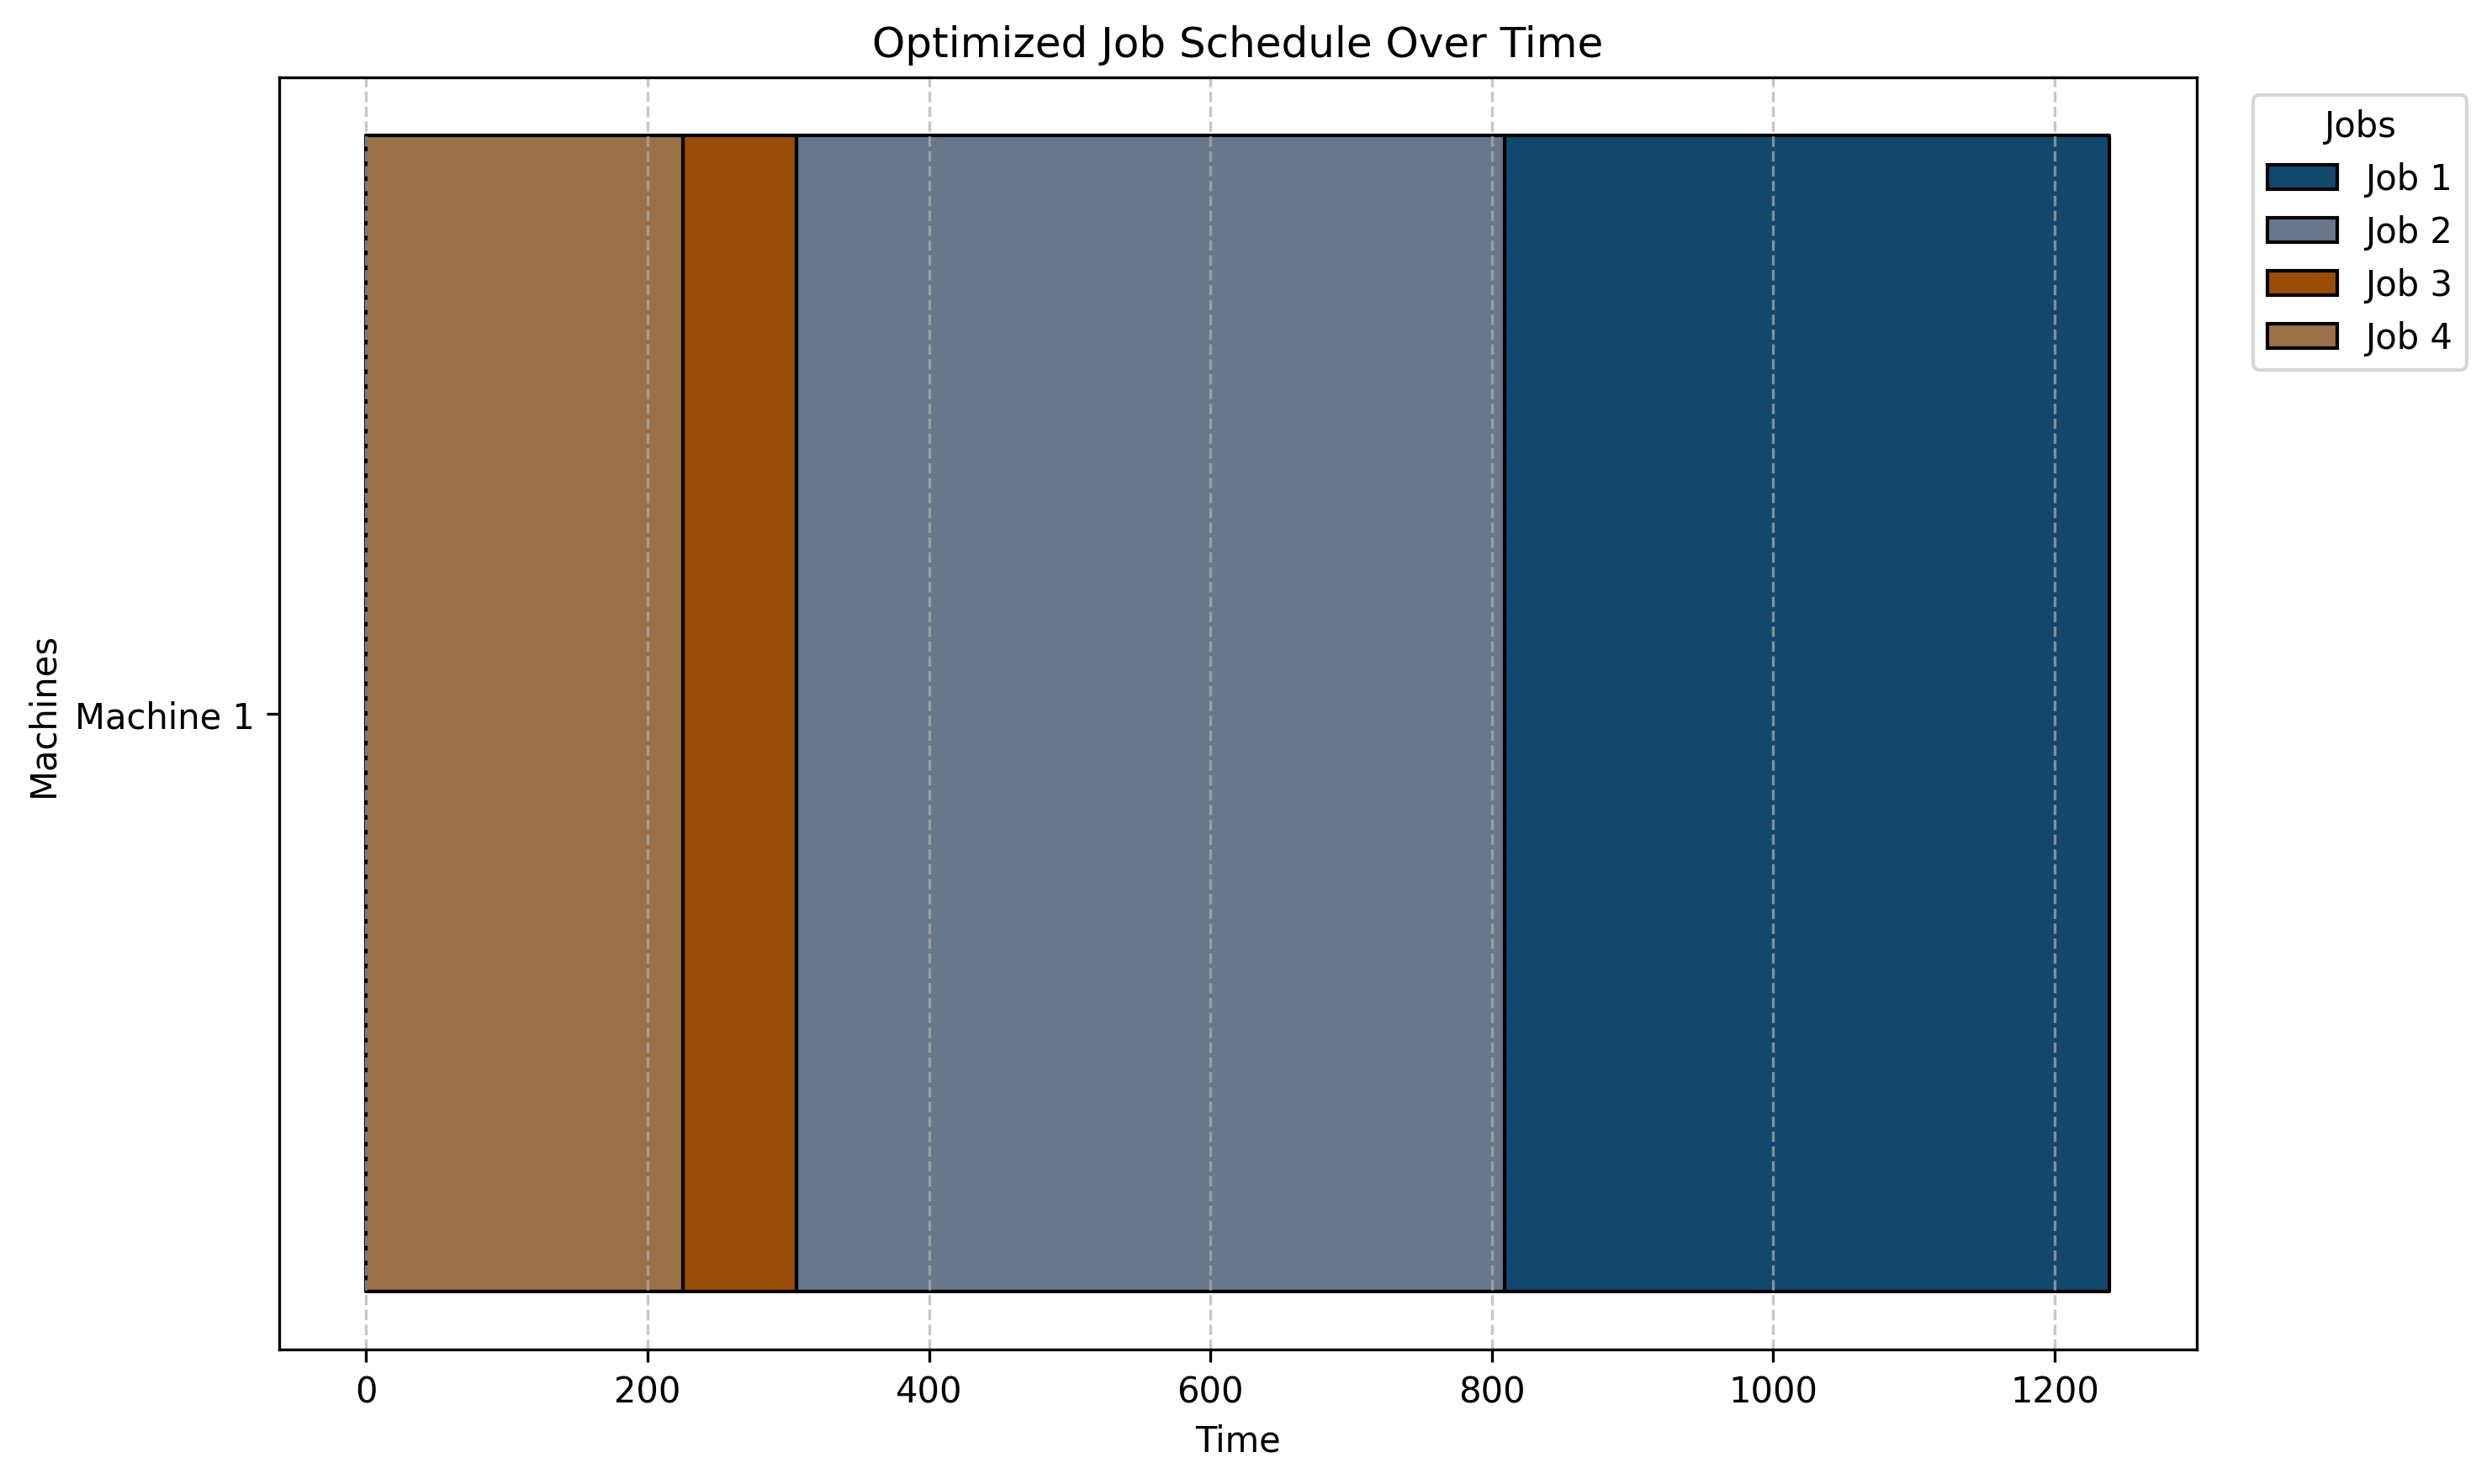 Optimized Job Schedule Over Time
Jobs
Job 1
Job 2
Job 3
Job 4
Machines
Machine 1
0 200 400 600 800 1000 1200
Time